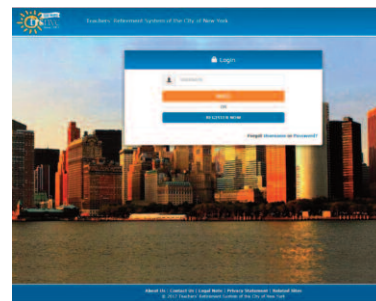 Teachers' Retirement System of the City of New York
Login
OR
REGISTER NOW
Forgot Username or Password?
About Us | Contact Us | Legal Note | Privacy Statement | Related Sites
© 2017 Teachers' Retirement System of the City of New York